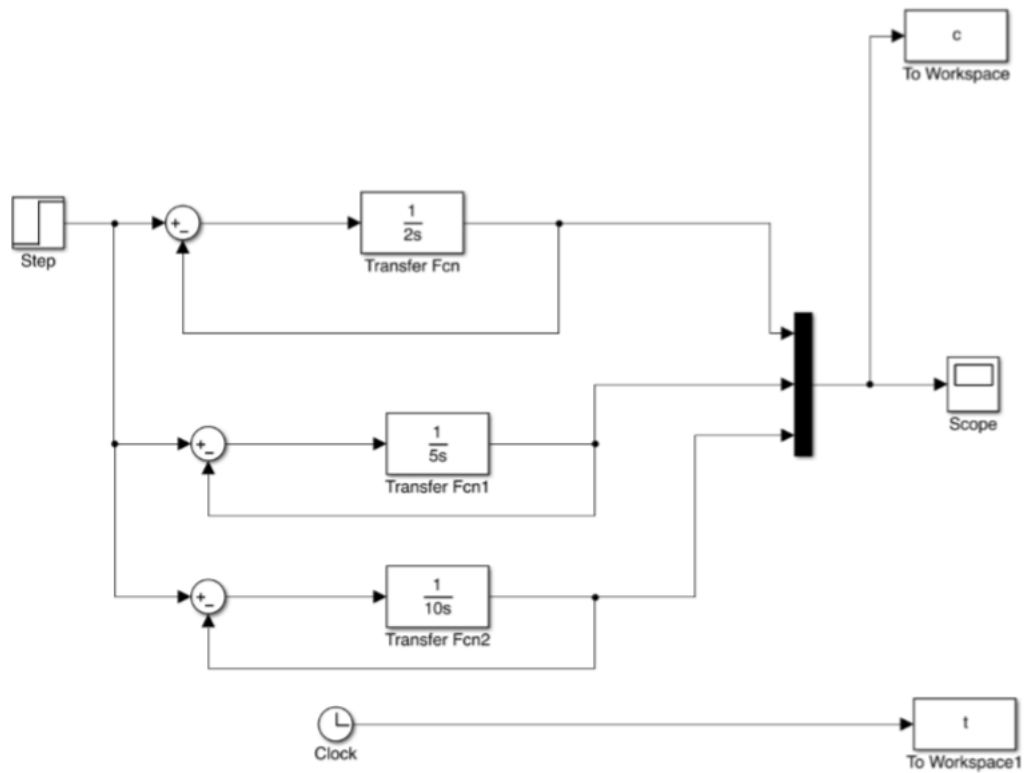 c
To Workspace
+
−
1
2s
Step
Transfer Fcn
+
−
1
5s
Scope
Transfer Fcn1
+
−
1
10s
Transfer Fcn2
t
Clock
To Workspace1